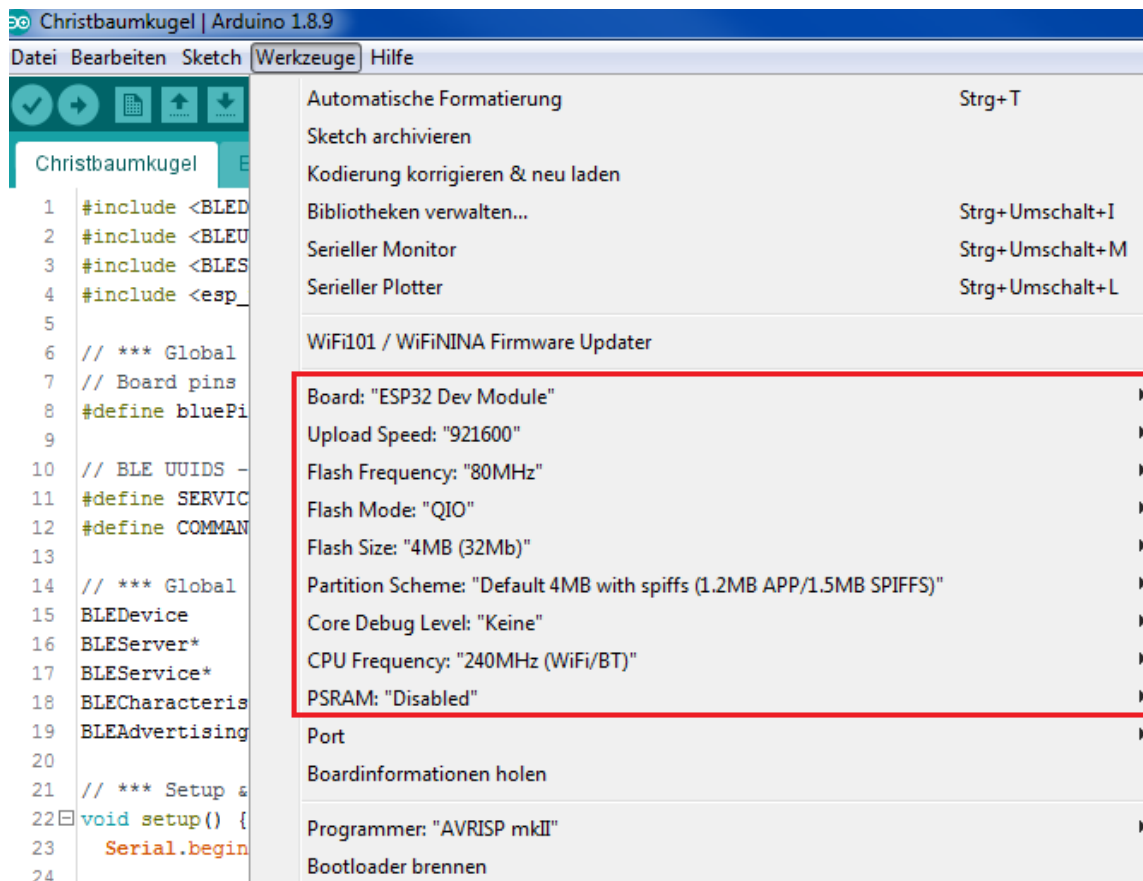 Christbaumkugel | Arduino 1.8.9
Datei Bearbeiten Sketch Werkzeuge Hilfe
Automatische Formatierung Strg+T
Sketch archivieren
Christbaumkugel E
Kodierung korrigieren & neu laden
1 #include <BLED
Bibliotheken verwalten... Strg+Umschalt+I
2 #include <BLEU
3 #include <BLES
Serieller Monitor Strg+Umschalt+M
4 #include <esp_
Serieller Plotter Strg+Umschalt+L
5
6 // *** Global
WiFi101 / WiFiNINA Firmware Updater
7 // Board pins
Board: "ESP32 Dev Module"
8 #define bluePi
9
Upload Speed: "921600"
10 // BLE UUIDS -
Flash Frequency: "80MHz"
11 #define SERVIC
Flash Mode: "QIO"
12 #define COMMAN
13
Flash Size: "4MB (32Mb)"
14 // *** Global
Partition Scheme: "Default 4MB with spiffs (1.2MB APP/1.5MB SPIFFS)"
15 BLEDevice
Core Debug Level: "Keine"
16 BLEServer*
CPU Frequency: "240MHz (WiFi/BT)"
17 BLEService*
18 BLECharacteris
PSRAM: "Disabled"
19 BLEAdvertising
Port
20
Boardinformationen holen
21 // *** Setup &
22 void setup() {
Programmer: "AVRISP mkII"
23 Serial.begin
Bootloader brennen
24